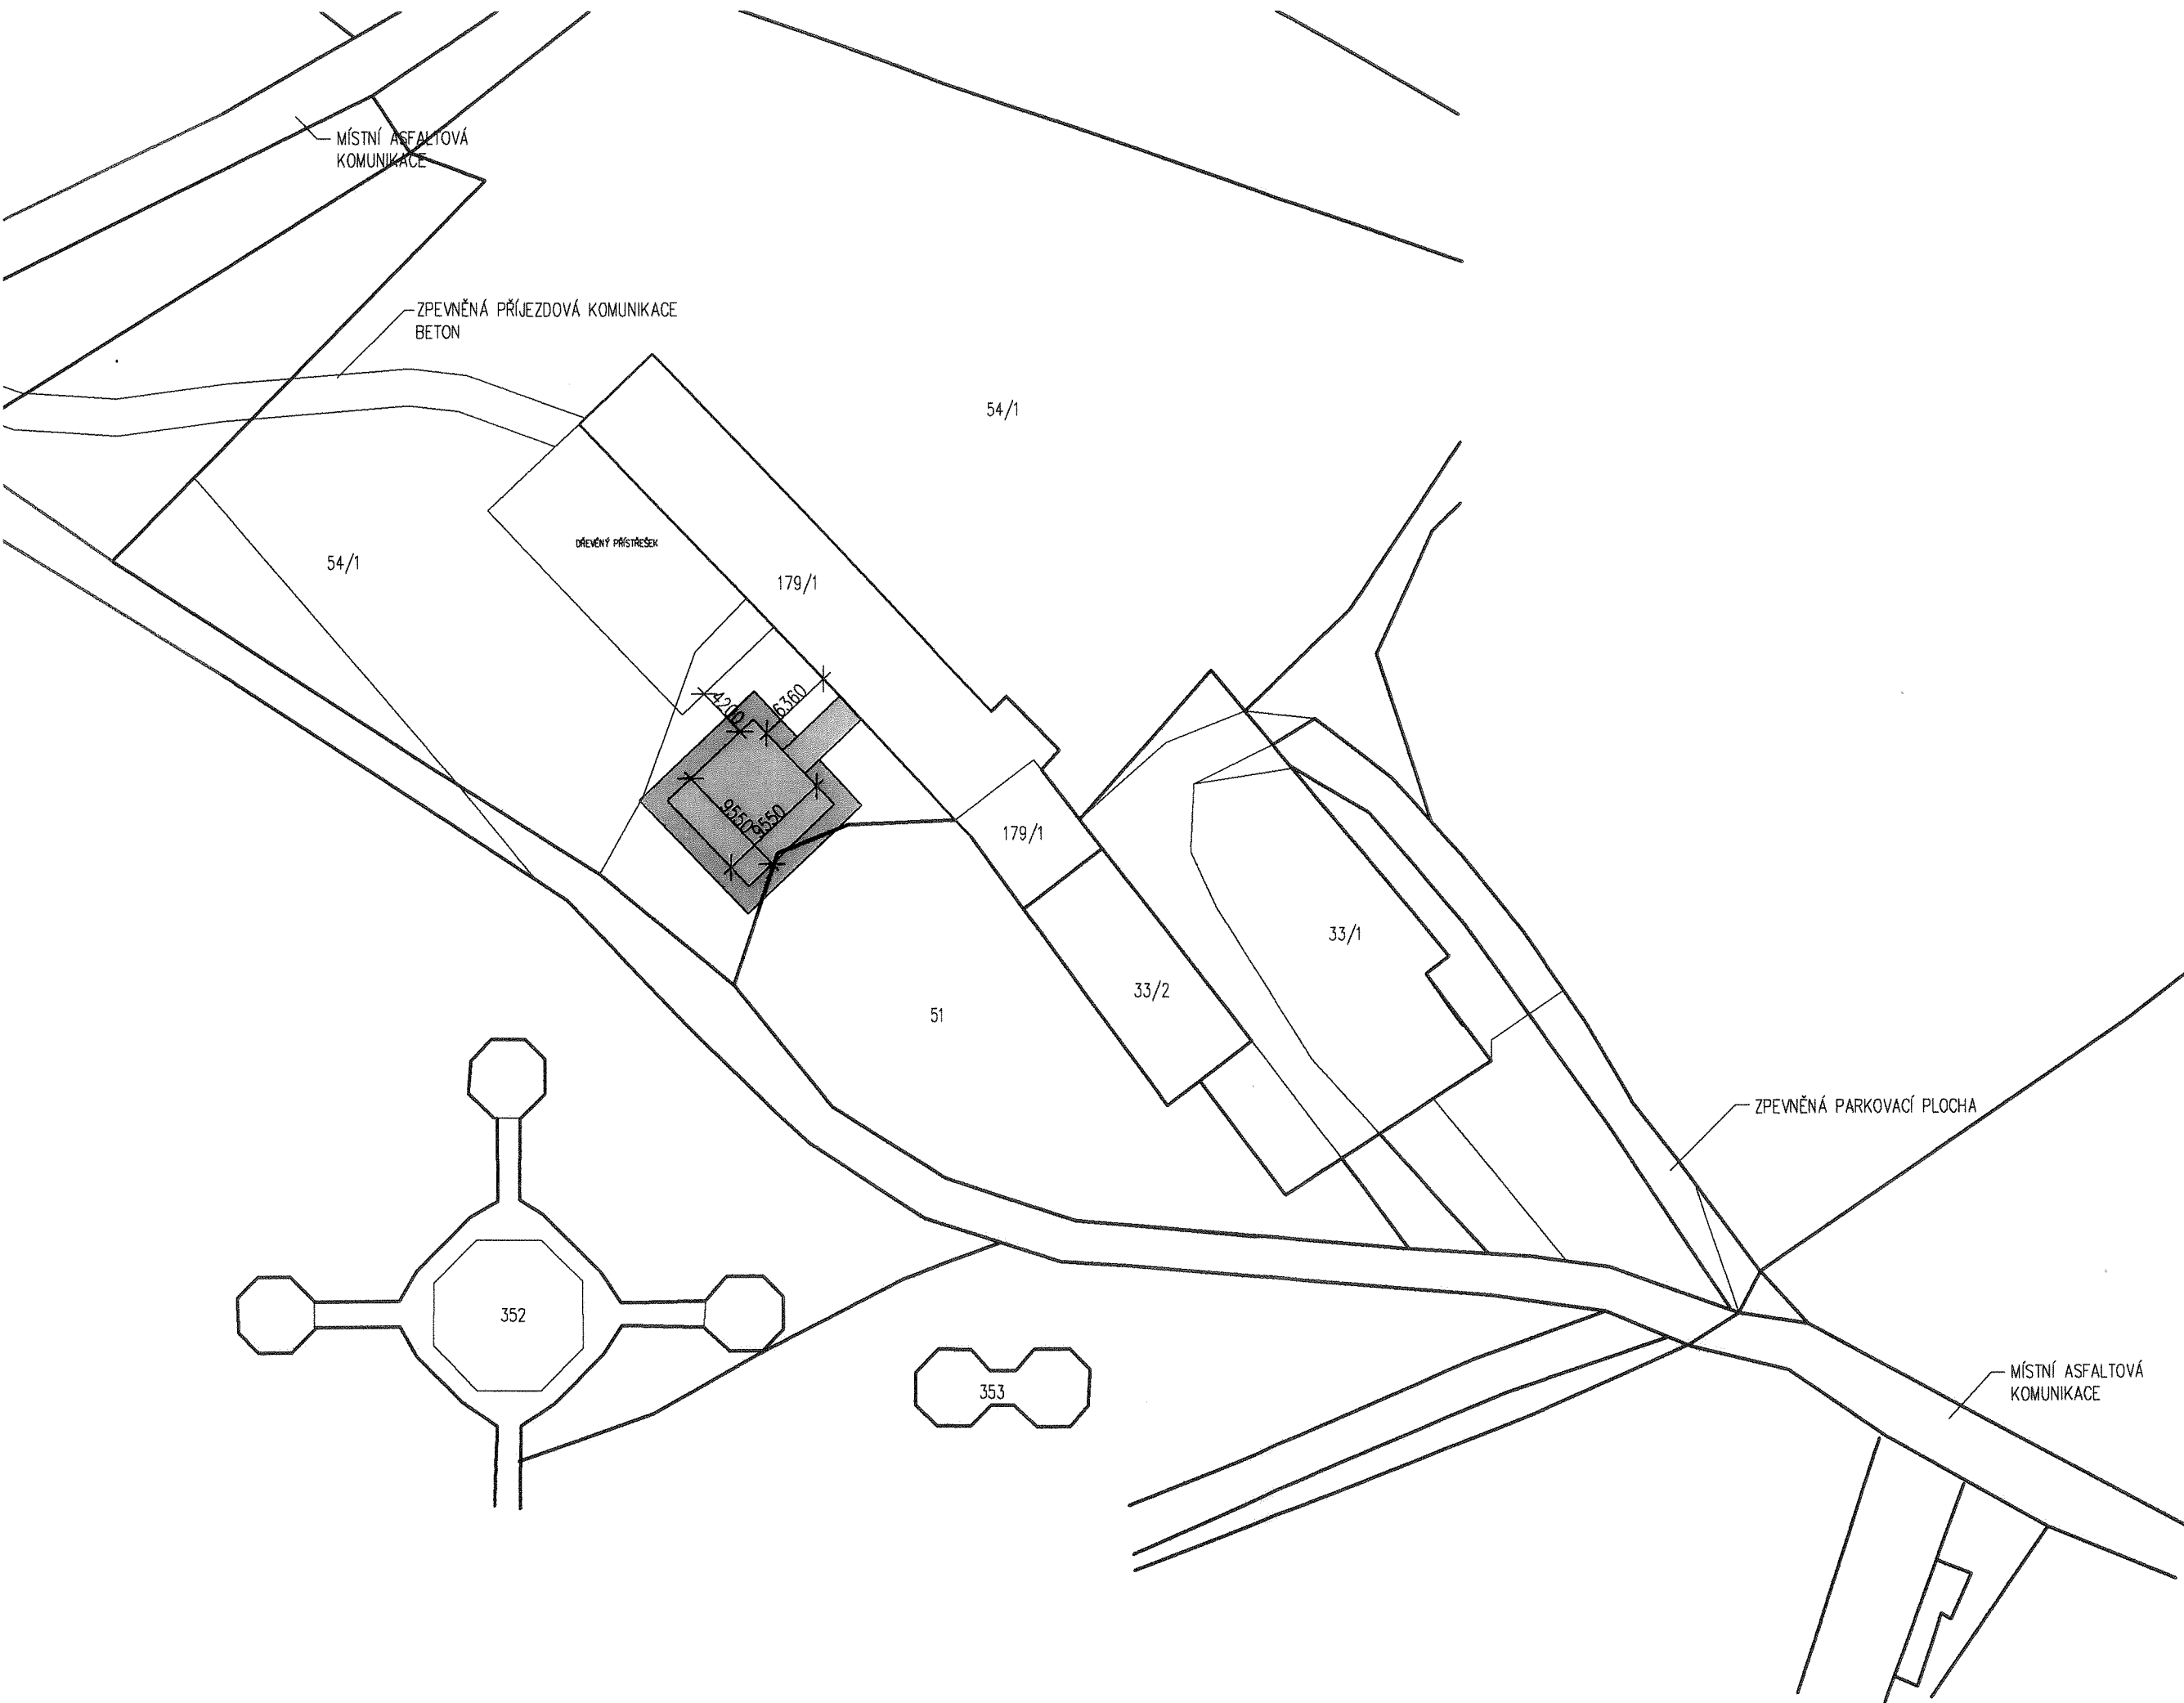 MÍSTNÍ ASFALTOVÁ
KOMUNIKACE
ZPEVNĚNÁ PŘÍJEZDOVÁ KOMUNIKACE
BETON
54/1
DŘEVĚNÝ PŘÍSTŘEŠEK
54/1
179/1
4200
6360
9550
9550
179/1
33/1
33/2
51
ZPEVNĚNÁ PARKOVACÍ PLOCHA
352
353
MÍSTNÍ ASFALTOVÁ
KOMUNIKACE